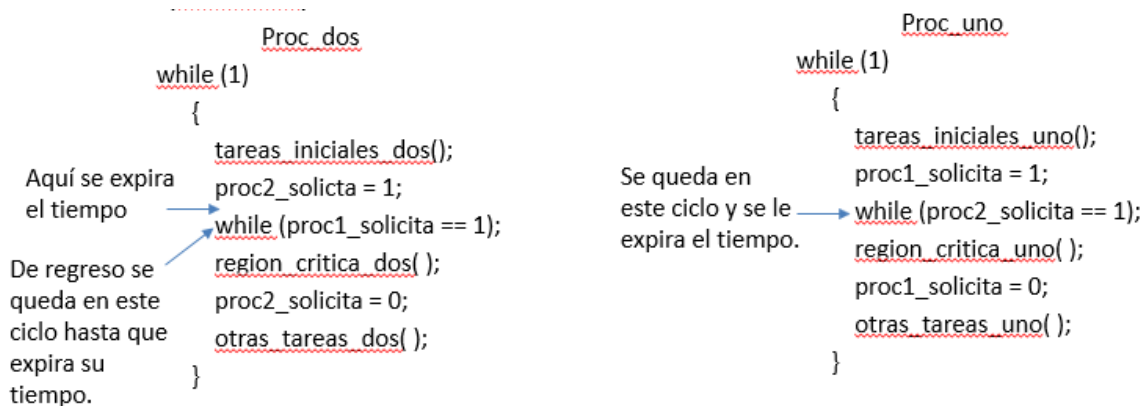 Proc_dos
while (1)
{
tareas_iniciales_dos();
proc2_solicta = 1;
while (proc1_solicita == 1);
region_critica_dos( );
proc2_solicita = 0;
otras_tareas_dos( );
}
Aquí se expira
el tiempo
De regreso se
queda en este
ciclo hasta que
expira su
tiempo.
Proc_uno
while (1)
{
tareas_iniciales_uno();
proc1_solicita = 1;
while (proc2_solicita == 1);
region_critica_uno( );
proc1_solicita = 0;
otras_tareas_uno( );
}
Se queda en
este ciclo y se le
expira el tiempo.